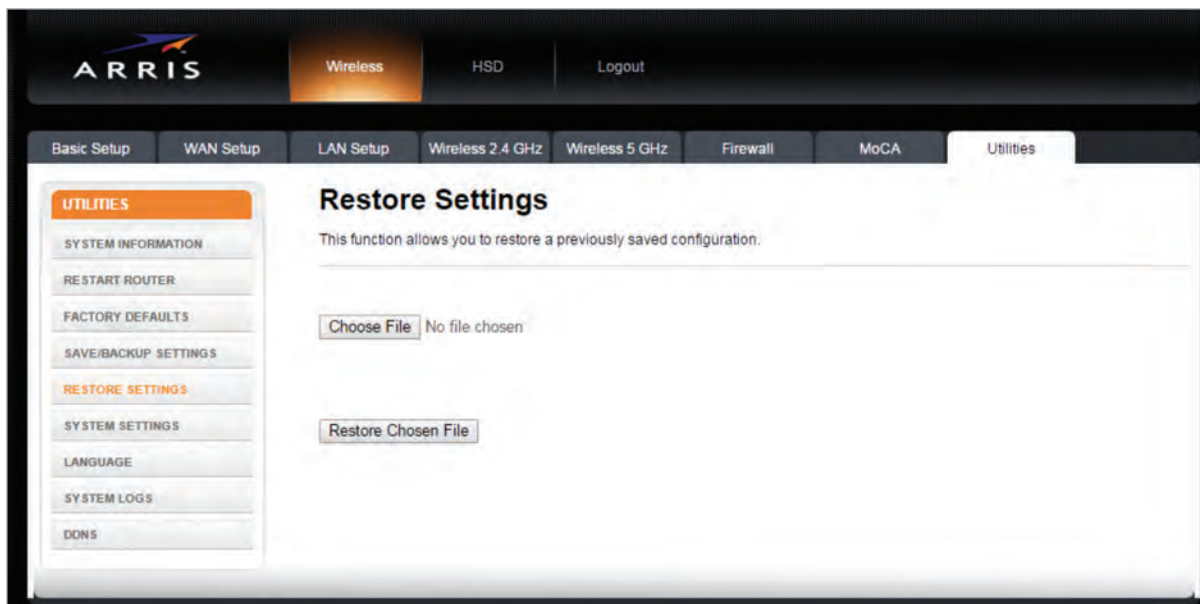 ARRIS
Wireless HSD Logout
Basic Setup WAN Setup LAN Setup Wireless 2.4 GHz Wireless 5 GHz Firewall MoCA Utilities
UTILITIES
SYSTEM INFORMATION
RESTART ROUTER
FACTORY DEFAULTS
SAVE/BACKUP SETTINGS
RESTORE SETTINGS
SYSTEM SETTINGS
LANGUAGE
SYSTEM LOGS
DDNS
Restore Settings
This function allows you to restore a previously saved configuration.
Choose File No file chosen
Restore Chosen File